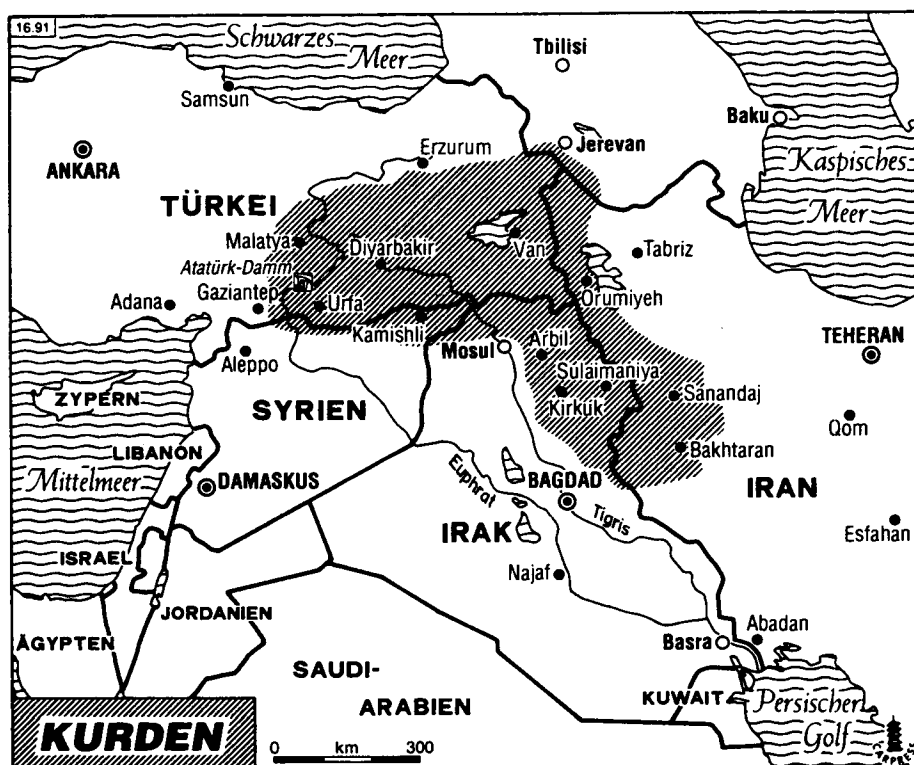 16.91
Schwarzes
Meer
Tbilisi
Samsun
Baku
Jerevan
Erzurum
ANKARA
Kaspisches
Meer
TÜRKEI
Malatya
Diyarbakir
Van
Tabriz
Atatürk-Damm
Gaziantep
Orumiyeh
Adana
Urfa
Kamishli
TEHERAN
Mosul
Arbil
Aleppo
Sulaimaniya
ZYPERN
SYRIEN
Kirkuk
Sanandaj
Qom
LIBANON
Bakhtaran
Mittelmeer
DAMASKUS
Euphrat
BAGDAD
IRAN
Tigris
IRAK
Esfahan
ISRAEL
Najaf
JORDANIEN
ÄGYPTEN
Basra
Abadan
SAUDI-
ARABIEN
KUWAIT
Persischer
Golf
KURDEN
0 km 300
CARPRESS